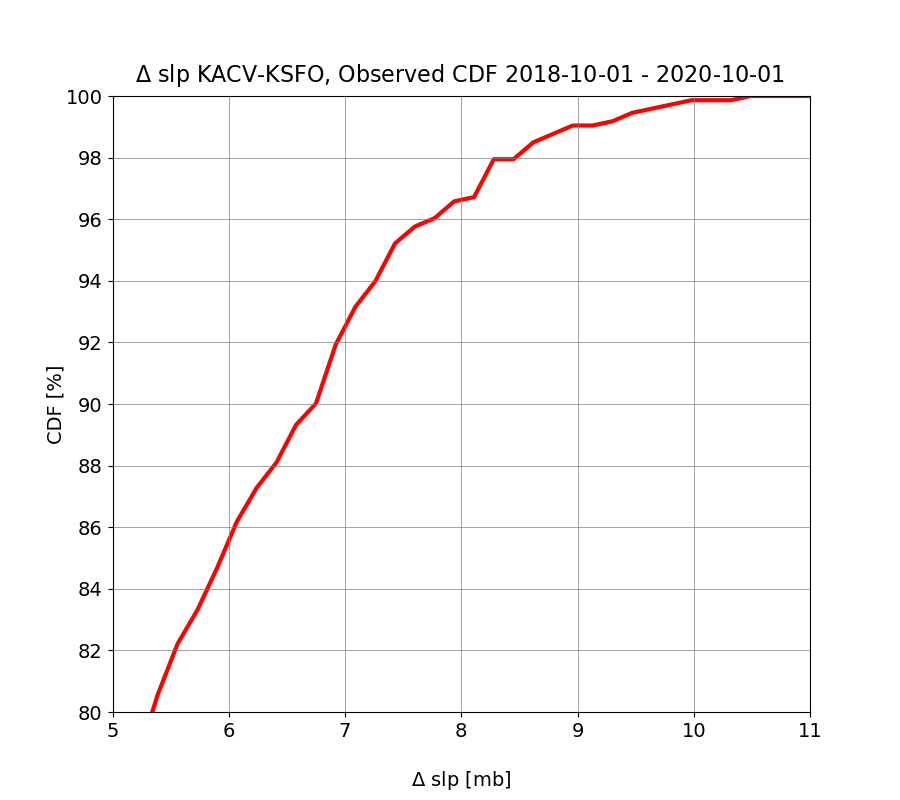 Δ slp KACV-KSFO, Observed CDF 2018-10-01 - 2020-10-01
100
98
96
94
92
90
88
86
84
82
80
CDF [%]
5 6 7 8 9 10 11
Δ slp [mb]